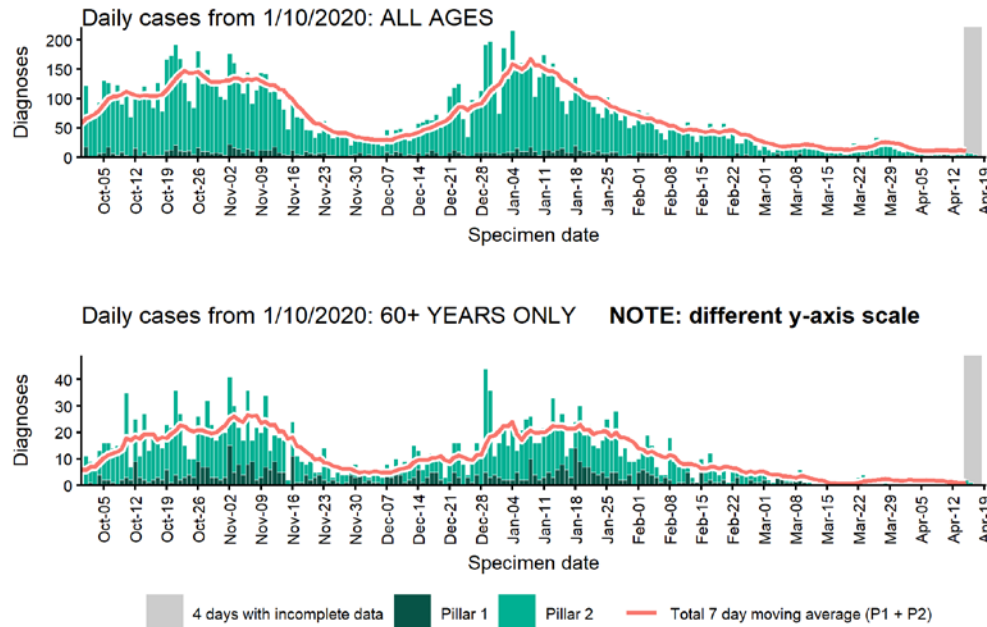 Daily cases from 1/10/2020: ALL AGES
200
150
100
50
0
Diagnoses
Oct-05 Oct-12 Oct-19 Oct-26 Nov-02 Nov-09 Nov-16 Nov-23 Nov-30 Dec-07 Dec-14 Dec-21 Dec-28 Jan-04 Jan-11 Jan-18 Jan-25 Feb-01 Feb-08 Feb-15 Feb-22 Mar-01 Mar-08 Mar-15 Mar-22 Mar-29 Apr-05 Apr-12 Apr-19
Specimen date
Daily cases from 1/10/2020: 60+ YEARS ONLY NOTE: different y-axis scale
40
30
20
10
0
Diagnoses
Oct-05 Oct-12 Oct-19 Oct-26 Nov-02 Nov-09 Nov-16 Nov-23 Nov-30 Dec-07 Dec-14 Dec-21 Dec-28 Jan-04 Jan-11 Jan-18 Jan-25 Feb-01 Feb-08 Feb-15 Feb-22 Mar-01 Mar-08 Mar-15 Mar-22 Mar-29 Apr-05 Apr-12 Apr-19
Specimen date
4 days with incomplete data Pillar 1 Pillar 2 Total 7 day moving average (P1 + P2)